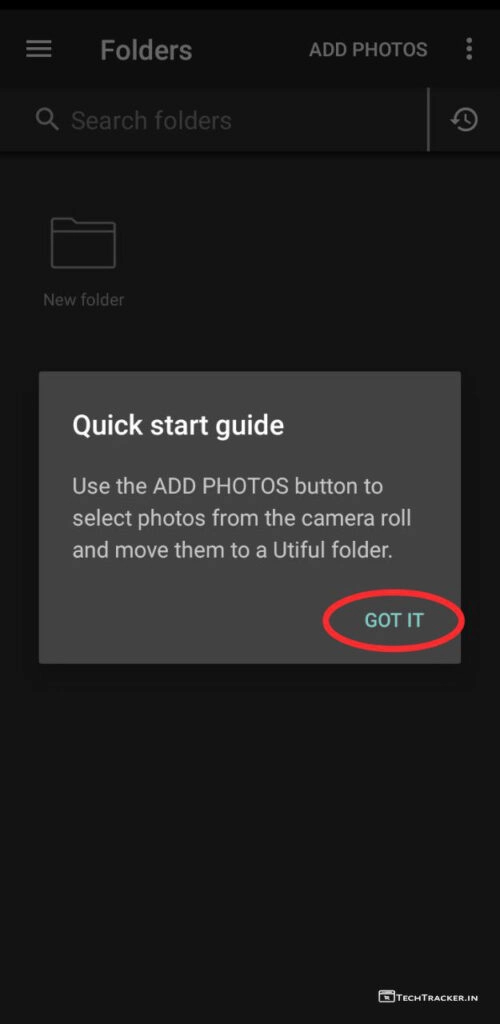 Folders ADD PHOTOS
Search folders
New folder
Quick start guide
Use the ADD PHOTOS button to
select photos from the camera roll
and move them to a Utiful folder.
GOT IT
TECHTRACKER.IN